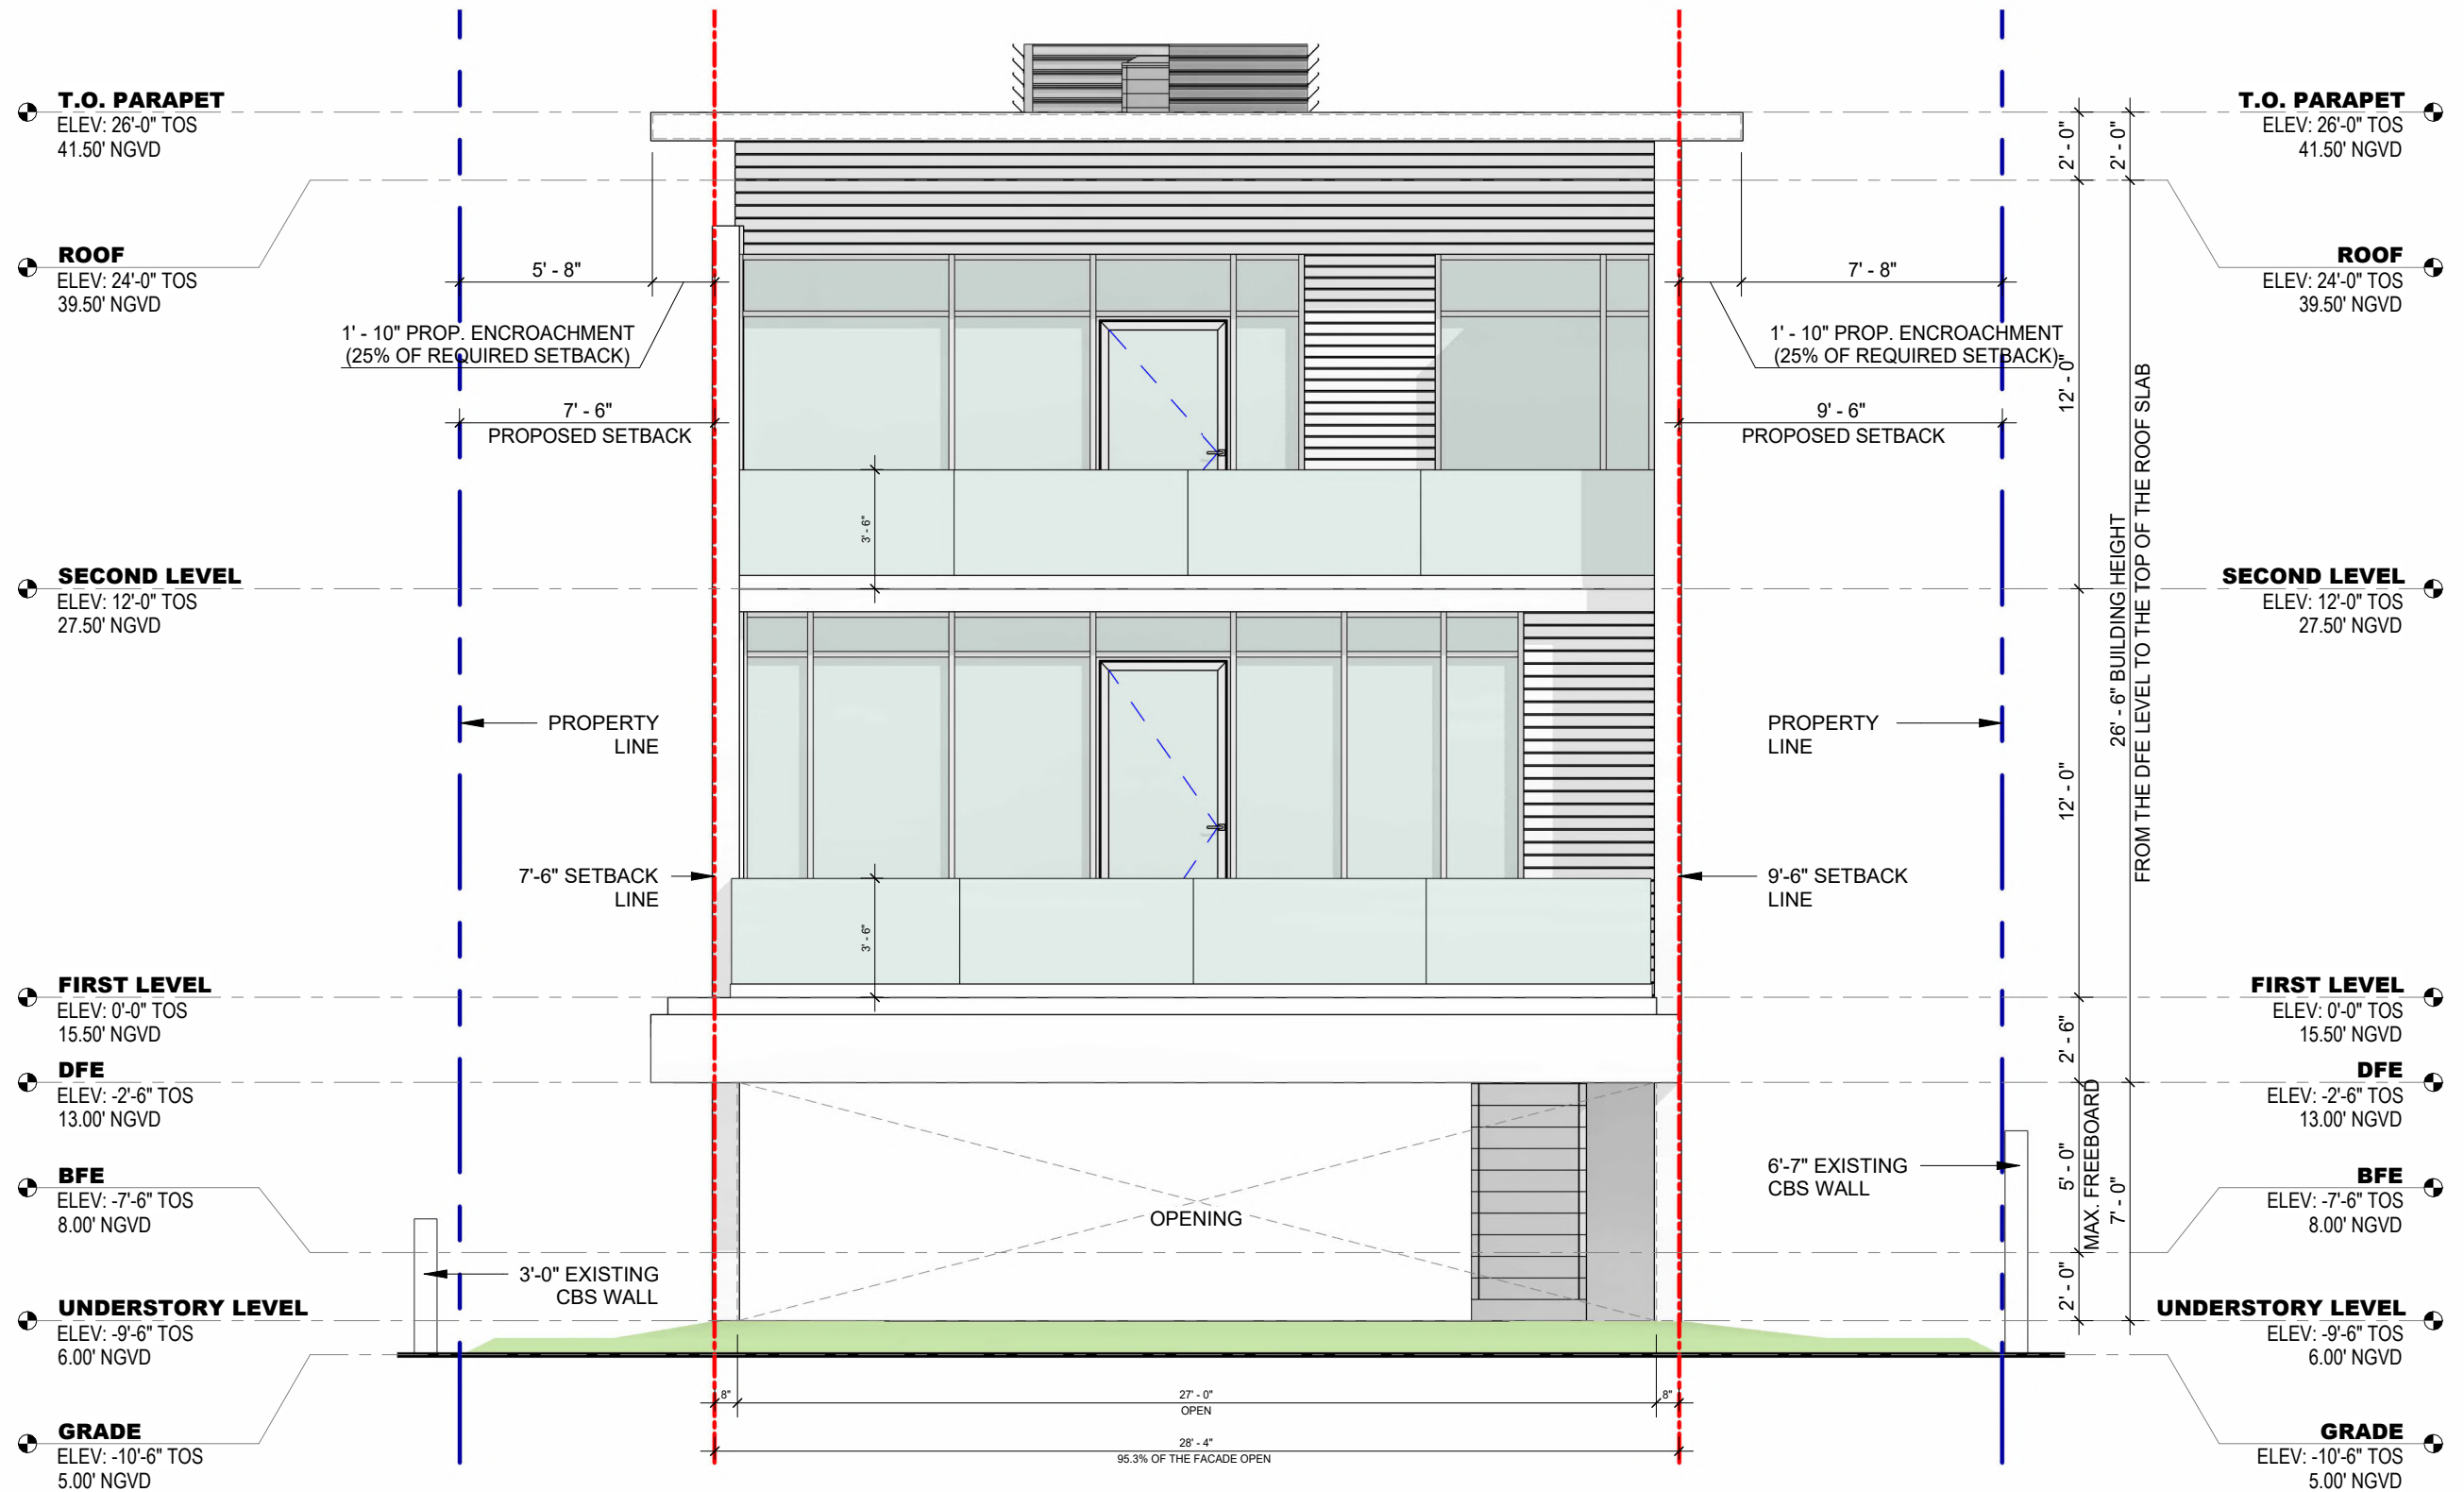 T.O. PARAPET
ELEV: 26'-0" TOS
41.50' NGVD
ROOF
ELEV: 24'-0" TOS
39.50' NGVD
SECOND LEVEL
ELEV: 12'-0" TOS
27.50' NGVD
FIRST LEVEL
ELEV: 0'-0" TOS
15.50' NGVD
DFE
ELEV: -2'-6" TOS
13.00' NGVD
BFE
ELEV: -7'-6" TOS
8.00' NGVD
UNDERSTORY LEVEL
ELEV: -9'-6" TOS
6.00' NGVD
GRADE
ELEV: -10'-6" TOS
5.00' NGVD
5' - 8"
1' - 10" PROP. ENCROACHMENT
(25% OF REQUIRED SETBACK)
7' - 6"
PROPOSED SETBACK
PROPERTY
LINE
7'-6" SETBACK
LINE
3'-0" EXISTING
CBS WALL
3' - 6"
3' - 6"
OPENING
8"
27' - 0"
OPEN
8"
28' - 4"
95.3% OF THE FACADE OPEN
7' - 8"
1' - 10" PROP. ENCROACHMENT
(25% OF REQUIRED SETBACK)
9' - 6"
PROPOSED SETBACK
PROPERTY
LINE
9'-6" SETBACK
LINE
6'-7" EXISTING
CBS WALL
2' - 0"
12' - 0"
12' - 0"
2' - 6"
5' - 0"
MAX. FREEBOARD
2' - 0"
2' - 0"
26' - 6" BUILDING HEIGHT
FROM THE DFE LEVEL TO THE TOP OF THE ROOF SLAB
7' - 0"
T.O. PARAPET
ELEV: 26'-0" TOS
41.50' NGVD
ROOF
ELEV: 24'-0" TOS
39.50' NGVD
SECOND LEVEL
ELEV: 12'-0" TOS
27.50' NGVD
FIRST LEVEL
ELEV: 0'-0" TOS
15.50' NGVD
DFE
ELEV: -2'-6" TOS
13.00' NGVD
BFE
ELEV: -7'-6" TOS
8.00' NGVD
UNDERSTORY LEVEL
ELEV: -9'-6" TOS
6.00' NGVD
GRADE
ELEV: -10'-6" TOS
5.00' NGVD